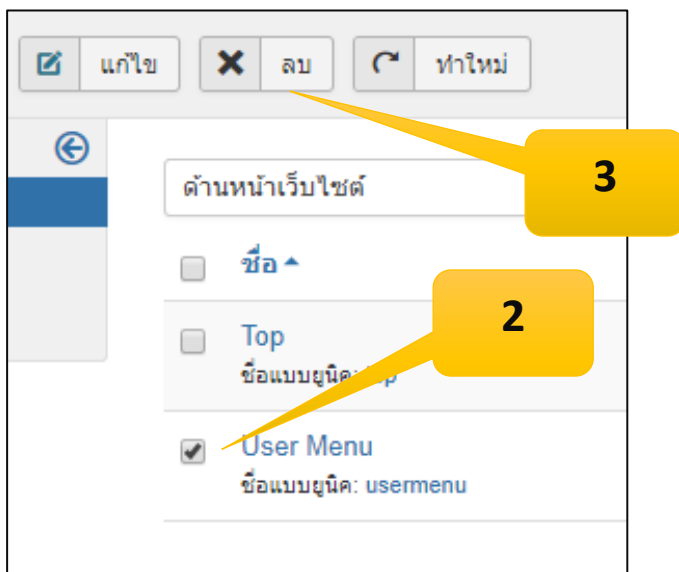 แก้ไข ลบ ทำใหม่
3
ด้านหน้าเว็บไซต์
ชื่อ
2
Top
ชื่อแบบยูนิค:
User Menu
ชื่อแบบยูนิค: usermenu